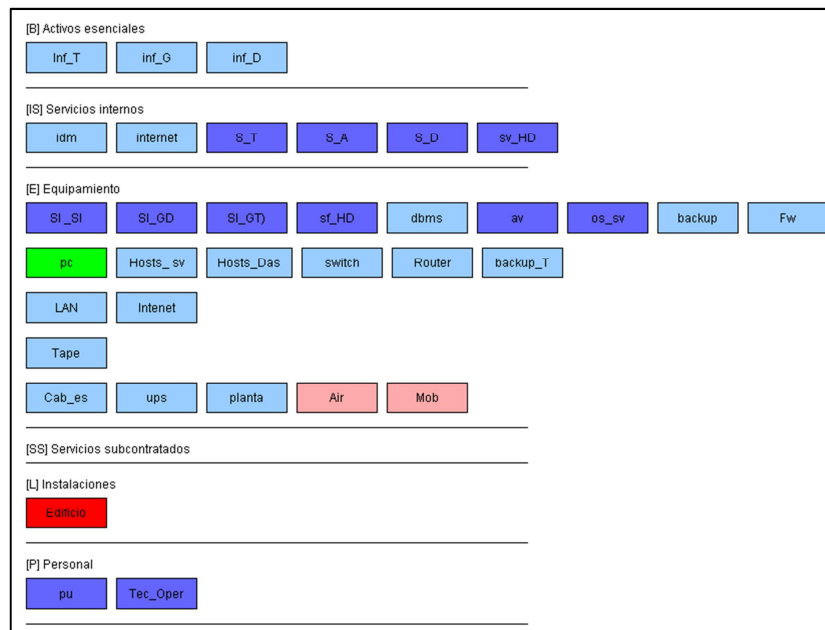 [B] Activos esenciales
Inf_T inf_G inf_D
[IS] Servicios internos
idm internet S_T S_A S_D sv_HD
[E] Equipamiento
SI_SI SI_GD SI_GT) sf_HD dbms av os_sv backup Fw
pc Hosts_sv Hosts_Das switch Router backup_T
LAN Intenet
Tape
Cab_es ups planta Air Mob
[SS] Servicios subcontratados
[L] Instalaciones
Edificio
[P] Personal
pu Tec_Oper